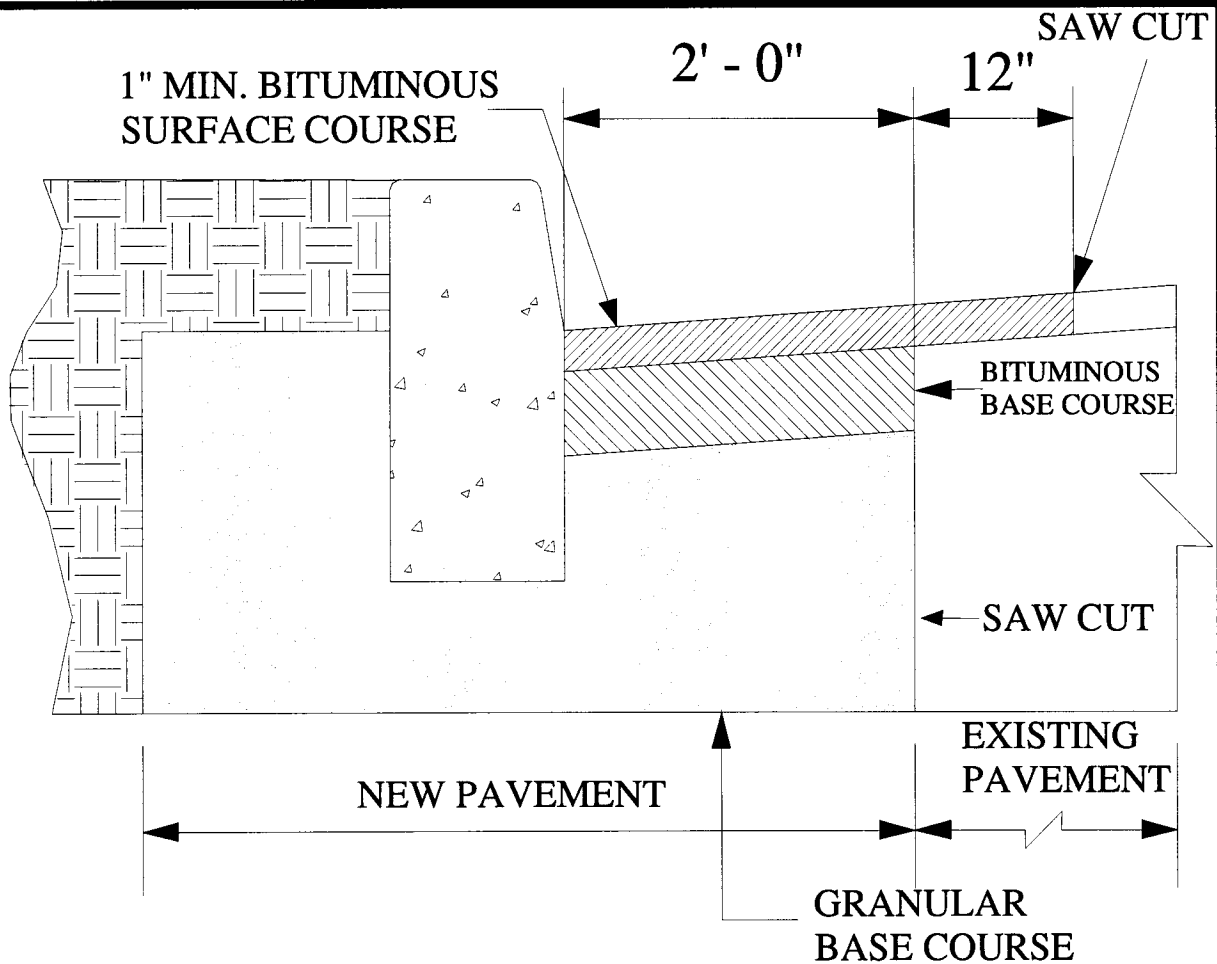 SAW CUT
2' - 0"
12"
1" MIN. BITUMINOUS
SURFACE COURSE
BITUMINOUS
BASE COURSE
SAW CUT
EXISTING
PAVEMENT
NEW PAVEMENT
GRANULAR
BASE COURSE